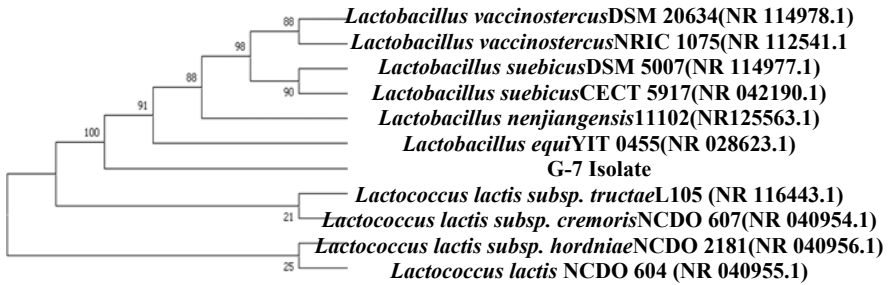 88
Lactobacillus vaccinostercusDSM 20634(NR 114978.1)
Lactobacillus vaccinostercusNRIC 1075(NR 112541.1
98
Lactobacillus suebicusDSM 5007(NR 114977.1)
88
90
Lactobacillus suebicusCECT 5917(NR 042190.1)
91
Lactobacillus nenjiangensis11102(NR125563.1)
100
Lactobacillus equiYIT 0455(NR 028623.1)
G-7 Isolate
Lactococcus lactis subsp. tructaeL105 (NR 116443.1)
21
Lactococcus lactis subsp. cremorisNCDO 607(NR 040954.1)
Lactococcus lactis subsp. hordniaeNCDO 2181(NR 040956.1)
25
Lactococcus lactis NCDO 604 (NR 040955.1)